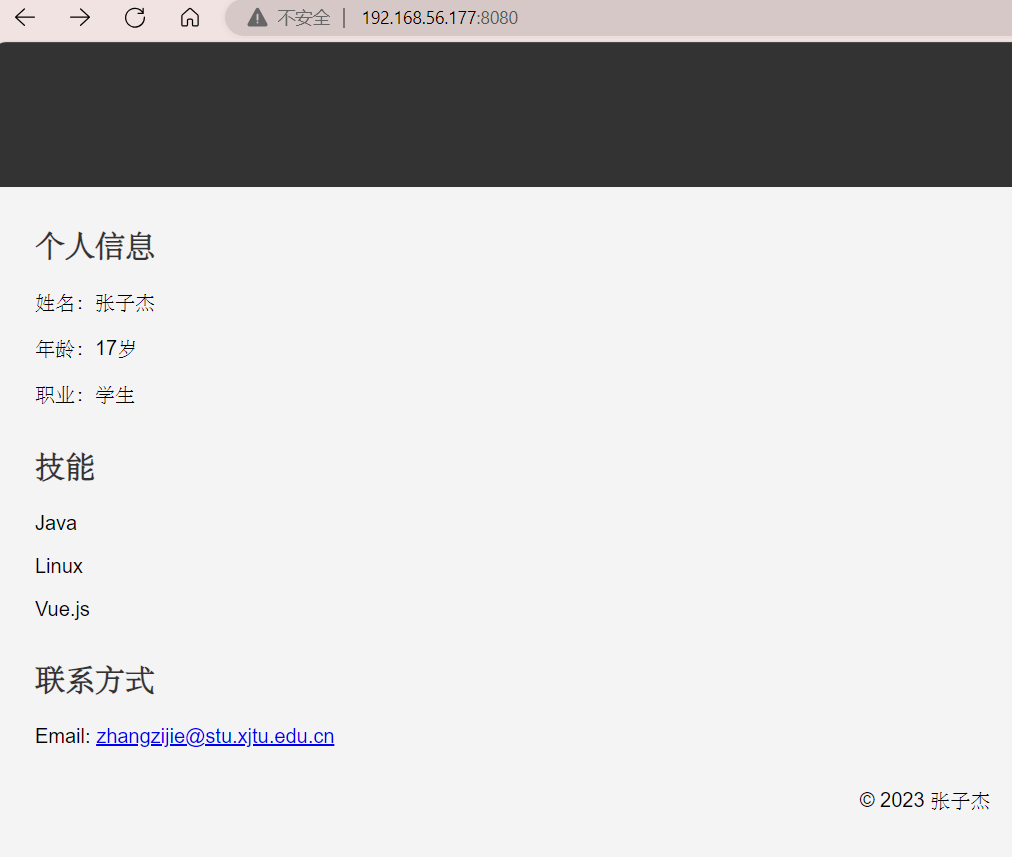 不安全 | 192.168.56.177:8080
个人信息
姓名：张子杰
年龄：17岁
职业：学生
技能
Java
Linux
Vue.js
联系方式
Email: zhangzijie@stu.xjtu.edu.cn
© 2023 张子杰